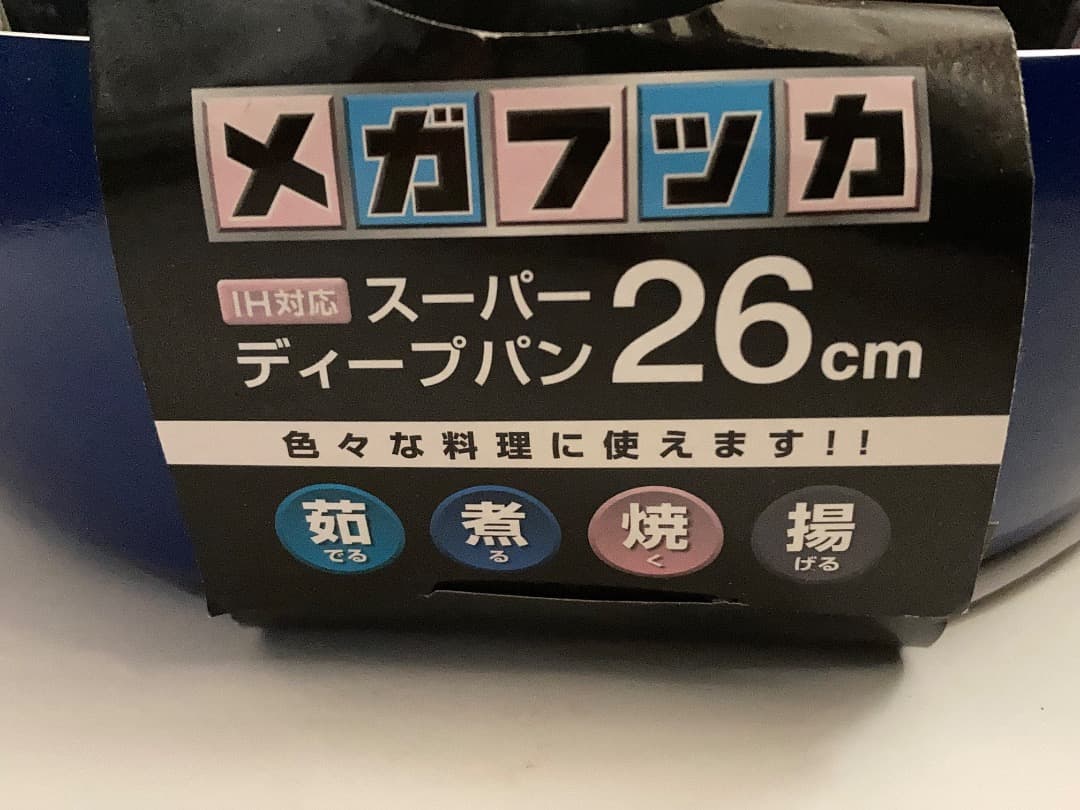 メガフッカ
IH対応 スーパー
ディープパン 26cm
色々な料理に使えます!!
茹でる 煮る 焼く 揚げる